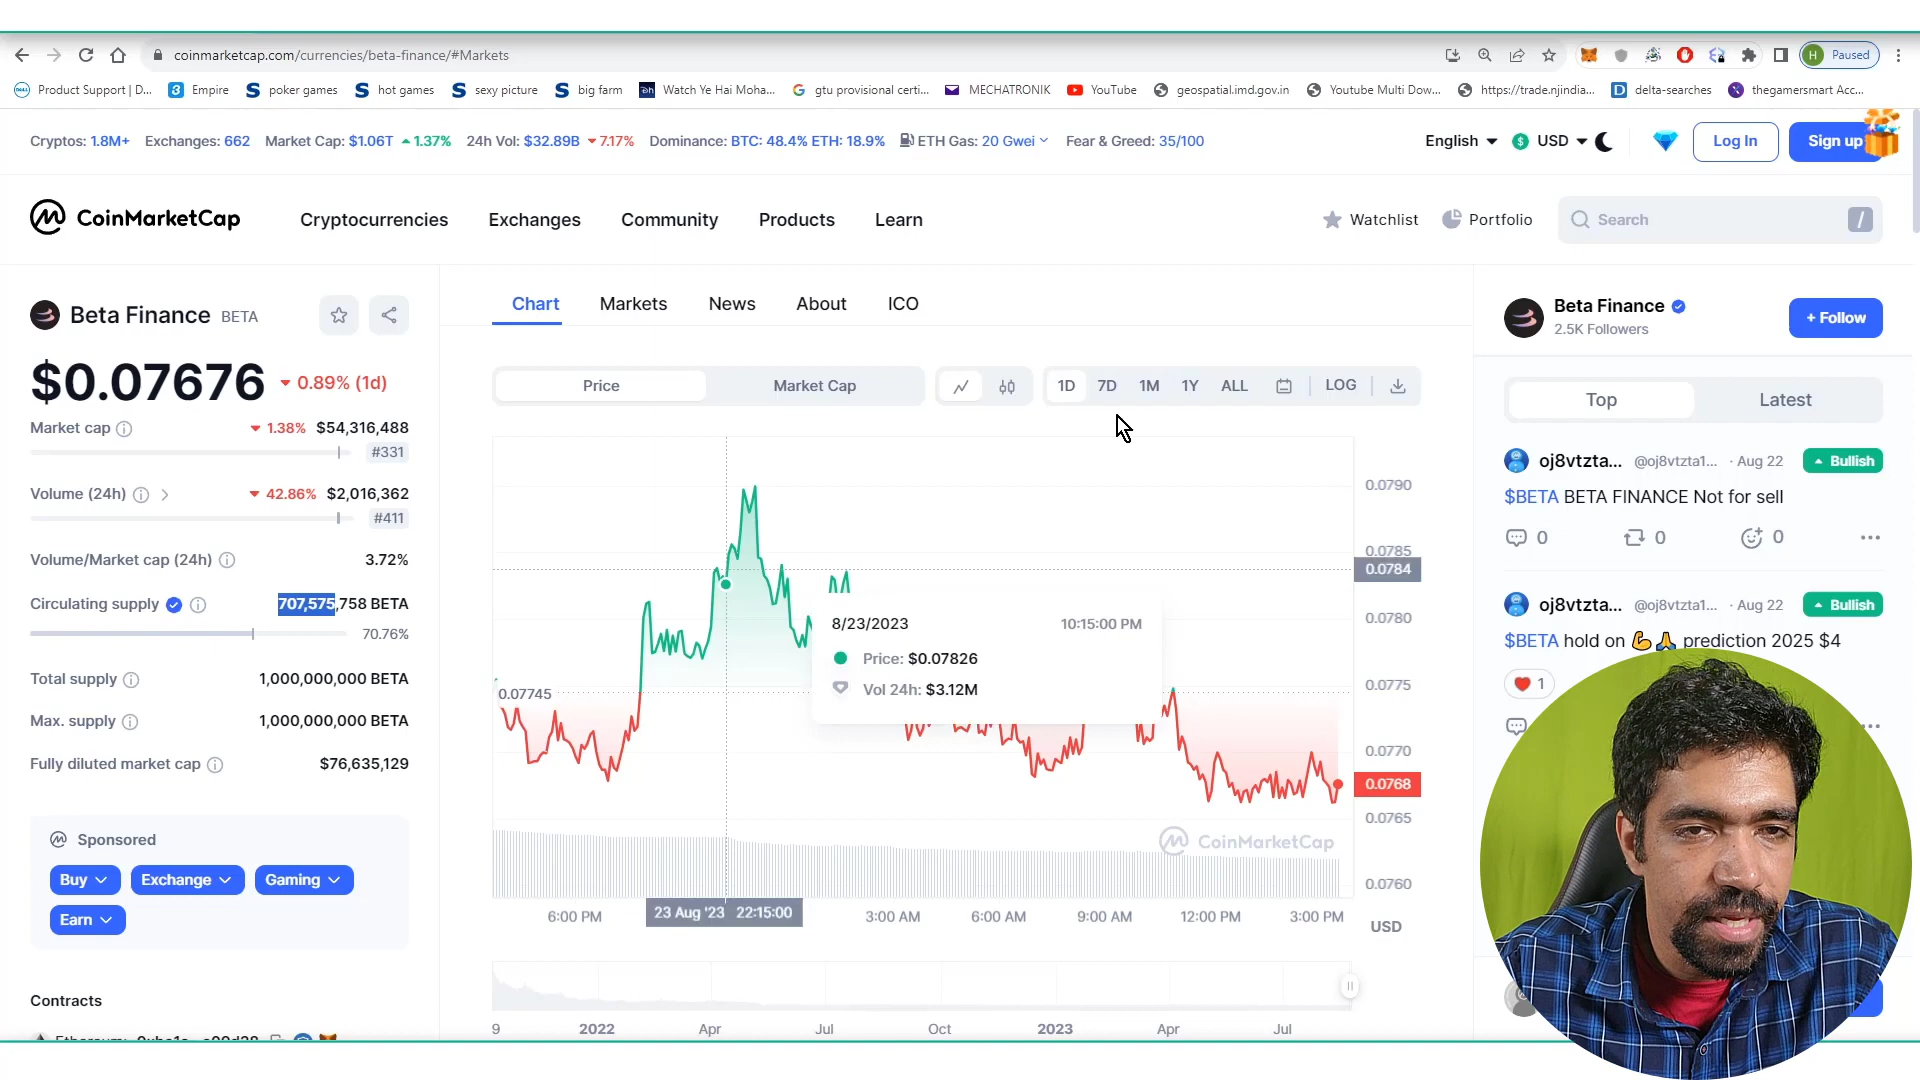 coinmarketcap.com/currencies/beta-finance/#Markets
H Paused
Product Support | D...
Empire
poker games
hot games
sexy picture
big farm
Watch Ye Hai Moha...
gtu provisional certi...
MECHATRONIK
YouTube
geospatial.imd.gov.in
Youtube Multi Dow...
https://trade.njindia...
delta-searches
thegamersmart Acc...
Cryptos: 1.8M+ Exchanges: 662 Market Cap: $1.06T 1.37% 24h Vol: $32.89B 7.17% Dominance: BTC: 48.4% ETH: 18.9% ETH Gas: 20 Gwei Fear & Greed: 35/100
English USD Log In Sign up
CoinMarketCap
Cryptocurrencies Exchanges Community Products Learn
Watchlist Portfolio Search /
Beta Finance BETA
$0.07676 0.89% (1d)
Market cap 1.38% $54,316,488
#331
Volume (24h) 42.86% $2,016,362
#411
Volume/Market cap (24h) 3.72%
Circulating supply 707,575,758 BETA
70.76%
Total supply 1,000,000,000 BETA
Max. supply 1,000,000,000 BETA
Fully diluted market cap $76,635,129
Sponsored
Buy Exchange Gaming
Earn
Contracts
Chart Markets News About ICO
Price Market Cap
1D 7D 1M 1Y ALL LOG
0.0790
0.0785
0.0784
0.0780
0.0775
0.0770
0.0768
0.0765
0.0760
0.07745
8/23/2023 10:15:00 PM
Price: $0.07826
Vol 24h: $3.12M
CoinMarketCap
6:00 PM 23 Aug '23 22:15:00 3:00 AM 6:00 AM 9:00 AM 12:00 PM 3:00 PM
USD
9 2022 Apr Jul Oct 2023 Apr Jul
Beta Finance
2.5K Followers
+ Follow
Top Latest
oj8vtzta... @oj8vtzta1... · Aug 22 Bullish
$BETA BETA FINANCE Not for sell
0 0 0
oj8vtzta... @oj8vtzta1... · Aug 22 Bullish
$BETA hold on 💪🙏 prediction 2025 $4
1